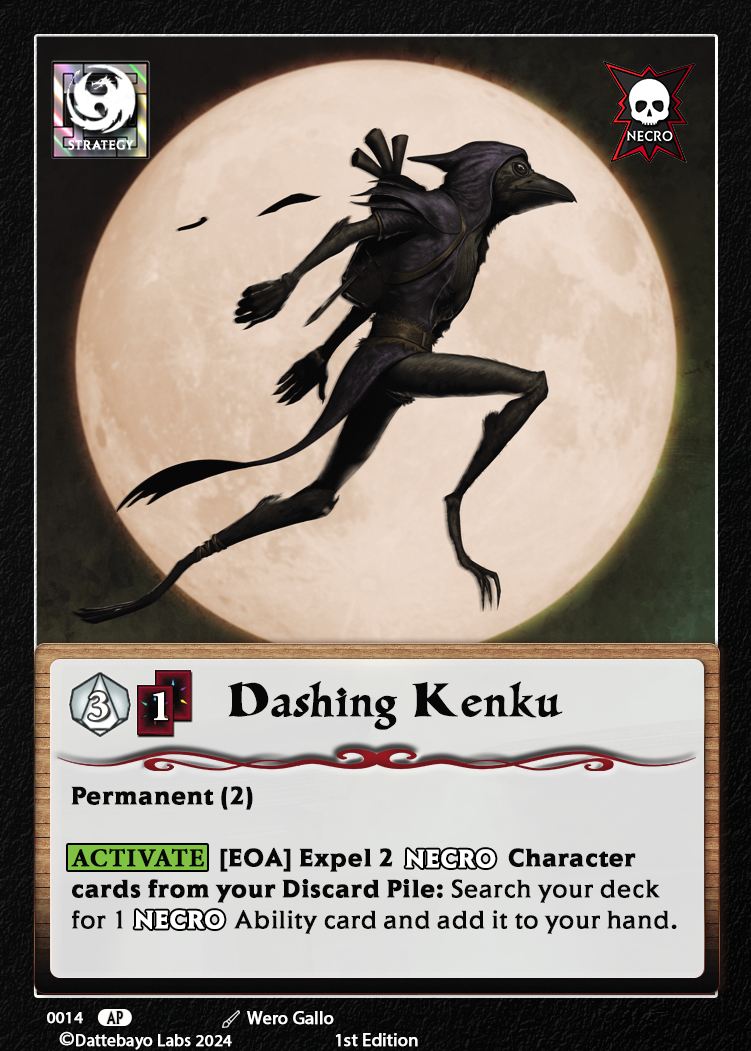 STRATEGY
NECRO
3 1 Dashing Kenku
Permanent (2)
ACTIVATE [EOA] Expel 2 NECRO Character
cards from your Discard Pile: Search your deck
for 1 NECRO Ability card and add it to your hand.
0014 AP Wero Gallo
©Dattebayo Labs 2024 1st Edition